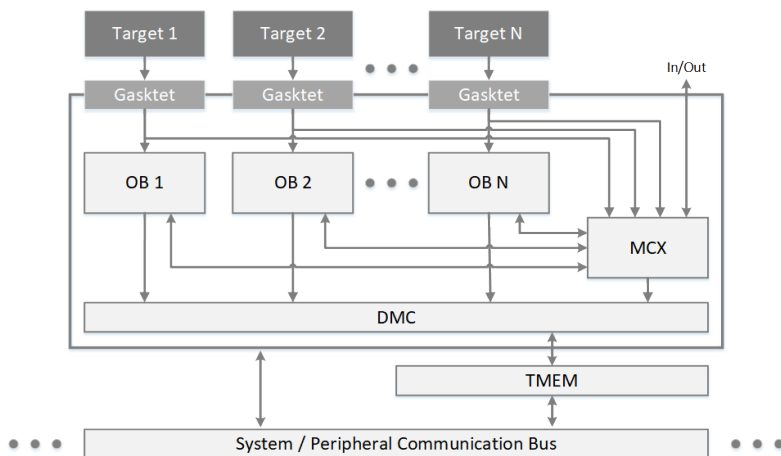 Target 1
Target 2
Target N
In/Out
Gasktet
Gasktet
Gasktet
OB 1
OB 2
OB N
MCX
DMC
TMEM
System / Peripheral Communication Bus